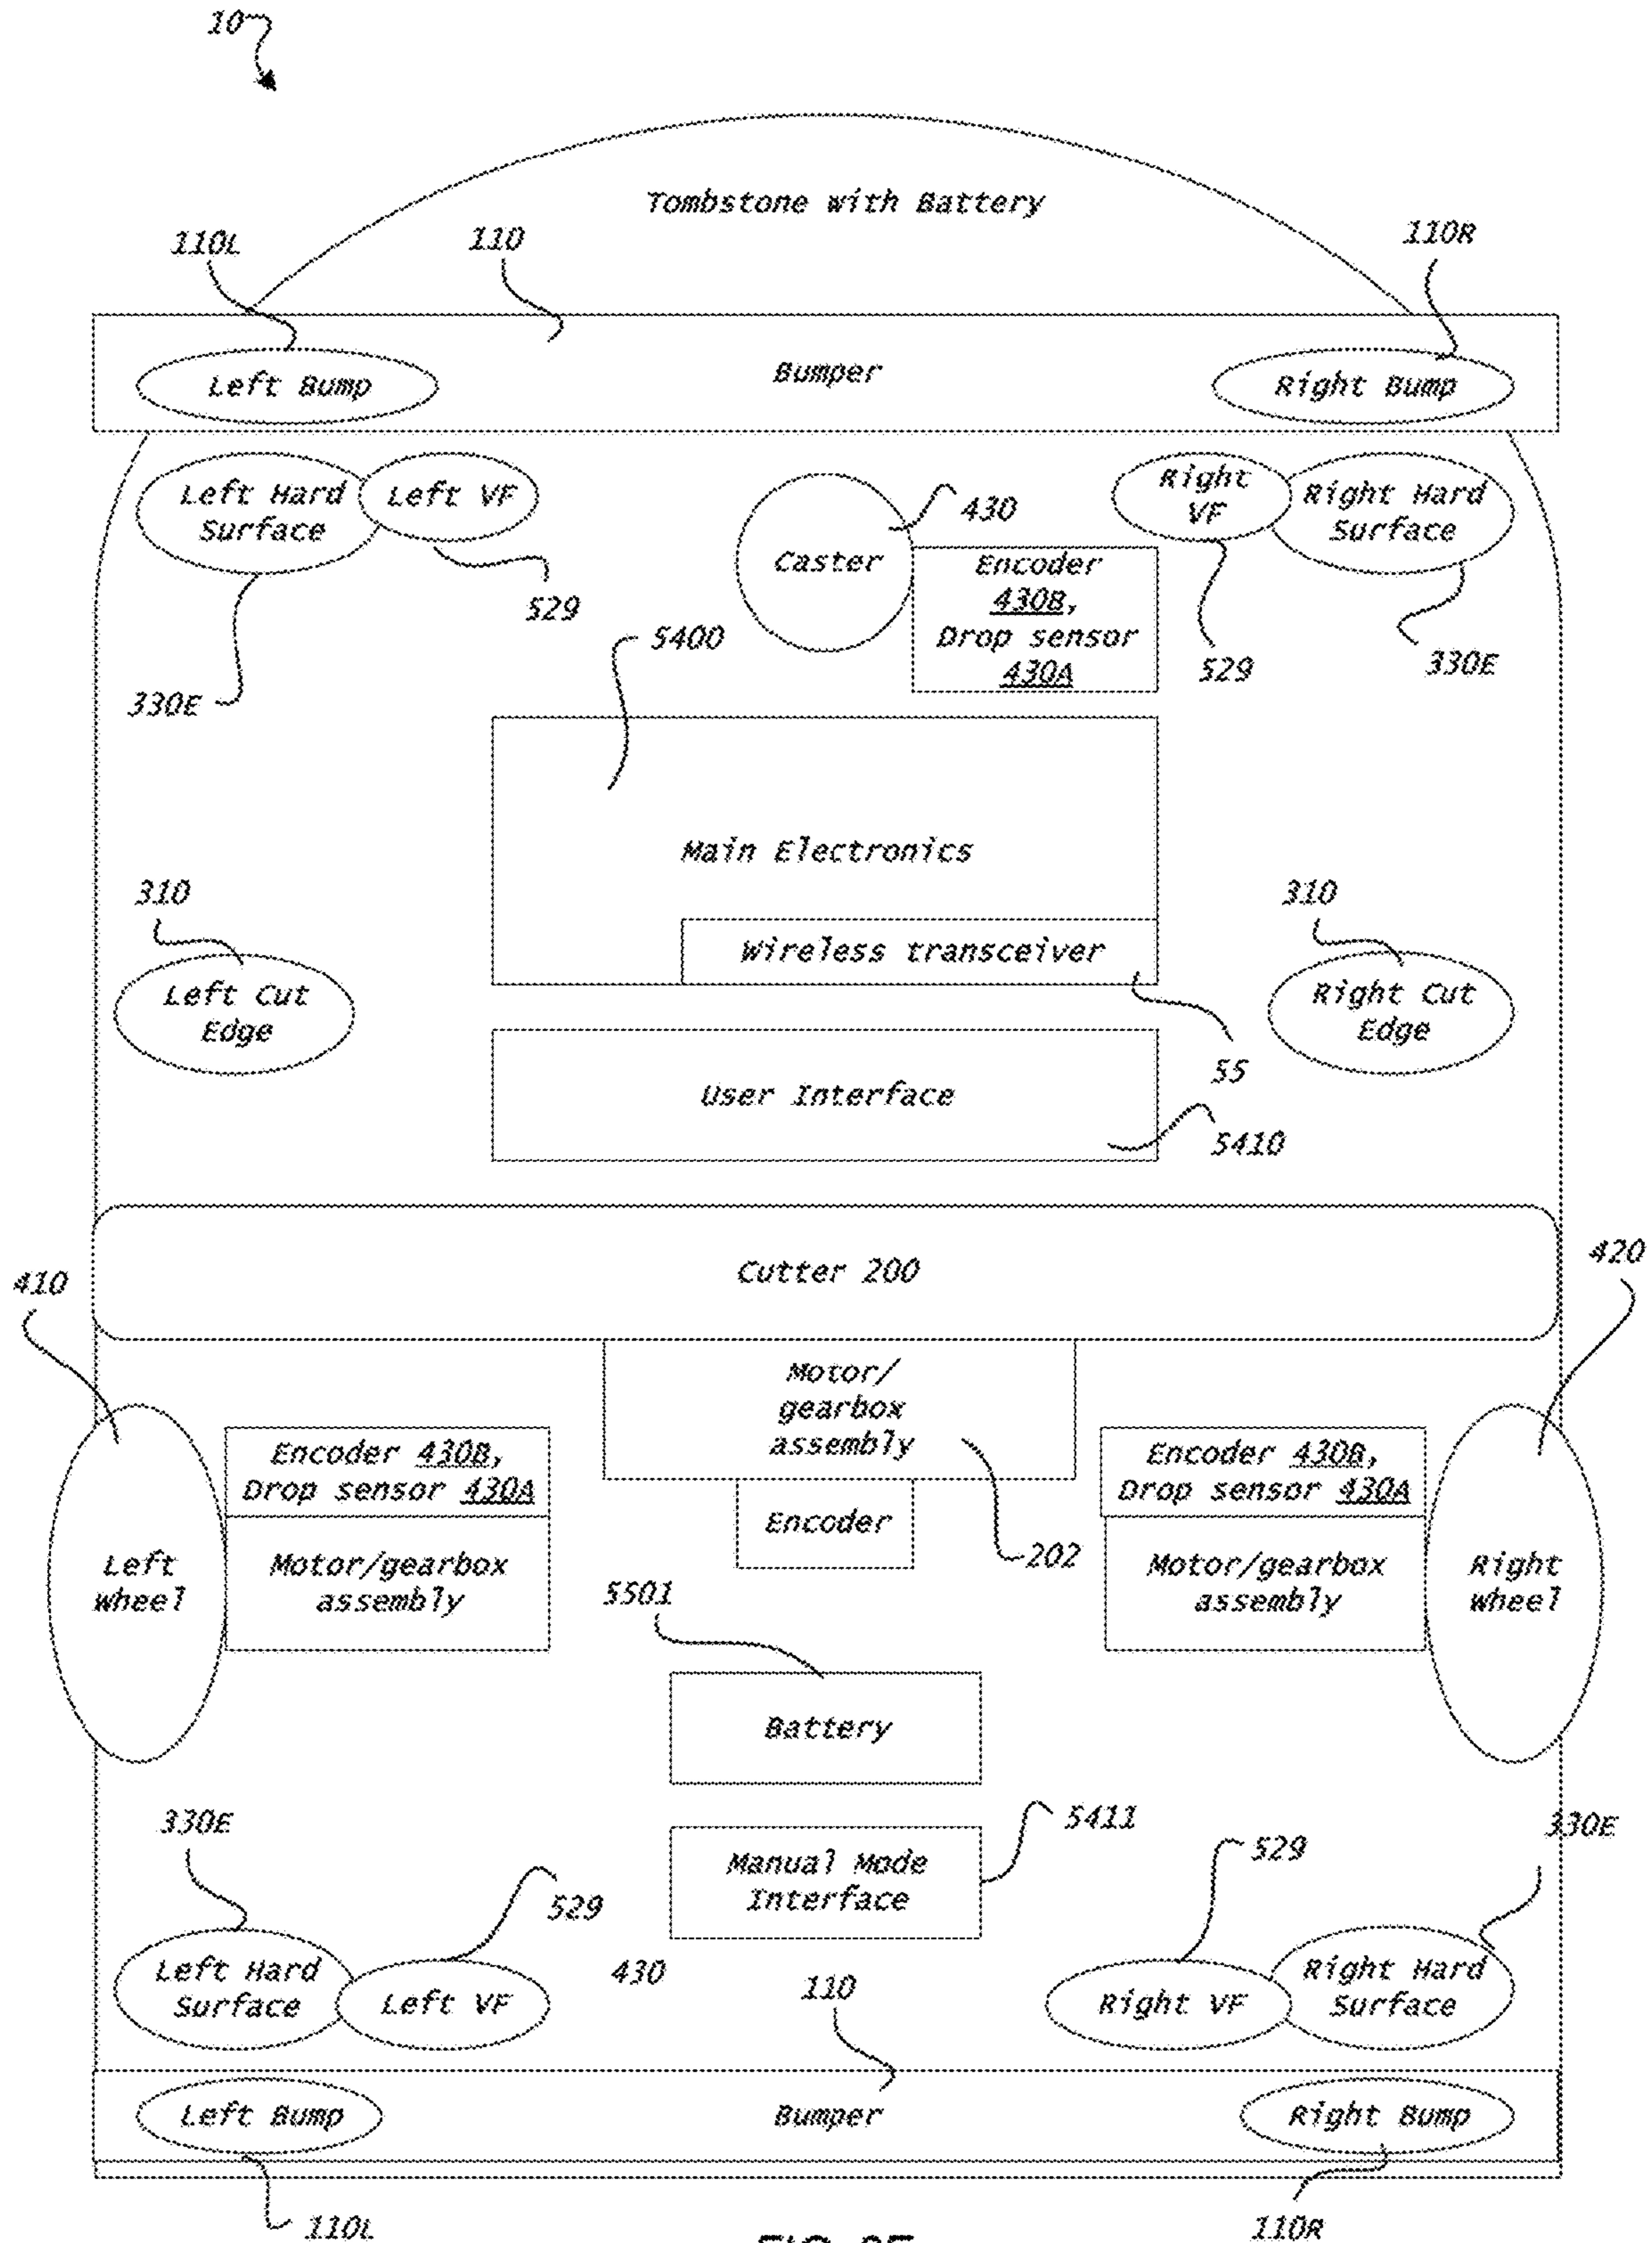 10
Tombstone with Battery
110L
110
110R
Left Bump
Bumper
Right Bump
Left Hard
Surface
Left VF
Caster
430
Encoder
430B,
Drop sensor
430A
Right
VF
Right Hard
Surface
529
5400
529
330E
330E
Main Electronics
310
310
Wireless transceiver
Left Cut
Edge
Right Cut
Edge
55
User Interface
5410
Cutter 200
410
420
Motor/
gearbox
assembly
Encoder 430B,
Drop sensor 430A
Encoder 430B,
Drop sensor 430A
Encoder
202
Left
wheel
Motor/gearbox
assembly
Motor/gearbox
assembly
Right
wheel
5501
Battery
330E
5411
330E
529
Manual Mode
Interface
529
Left Hard
Surface
Left VF
430
110
Right VF
Right Hard
Surface
Left Bump
Bumper
Right Bump
110L
110R